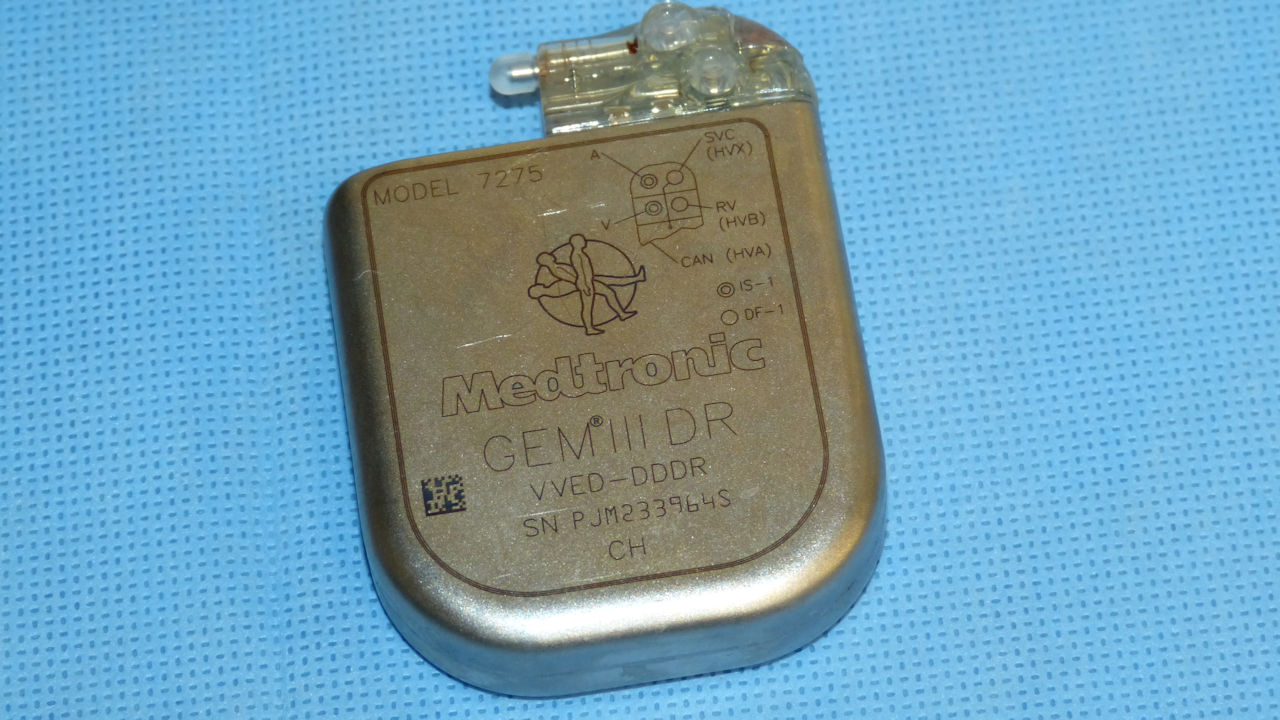 MODEL 7275
A
SVC
(HVX)
V
RV
(HVB)
CAN (HVA)
IS-1
DF-1
Medtronic
GEM® III DR
VVED-DDDR
SN PJM233964S
CH